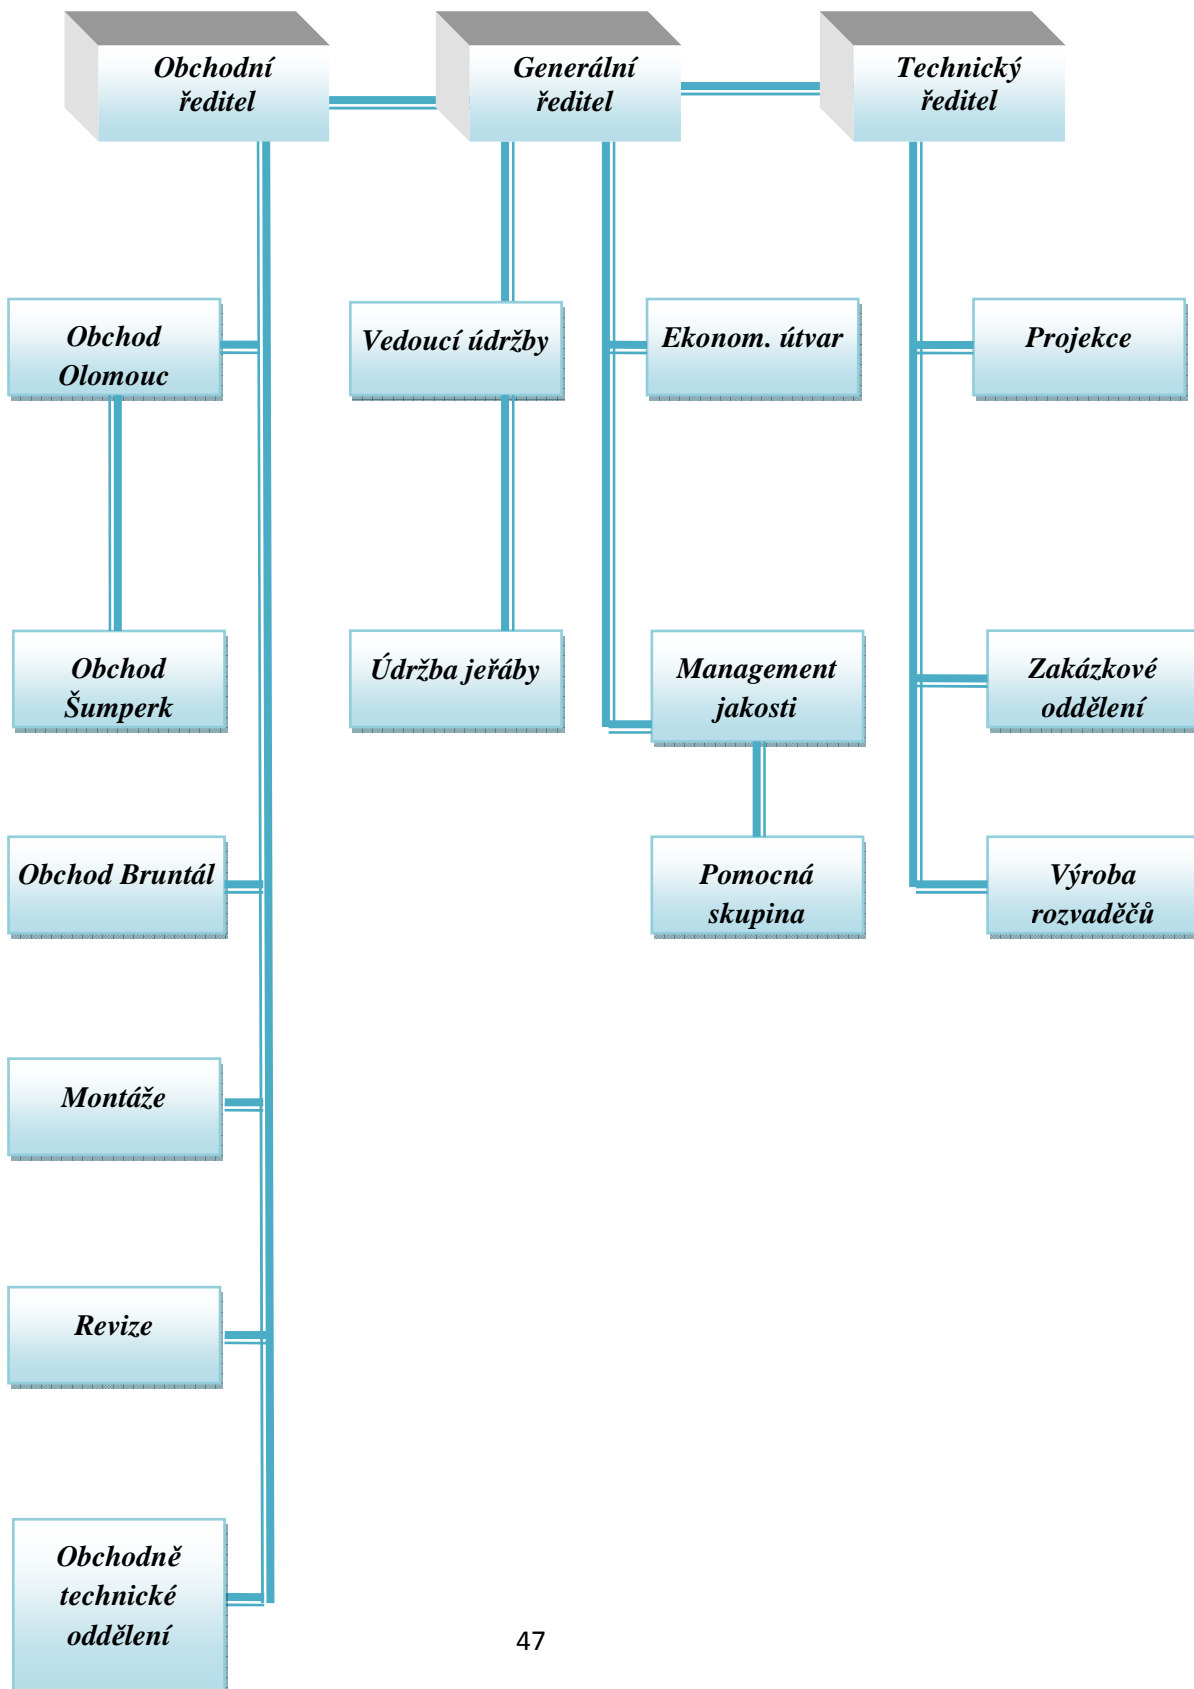 Obchodní
ředitel
Generální
ředitel
Technický
ředitel
Obchod
Olomouc
Vedoucí údržby
Ekonom. útvar
Projekce
Obchod
Šumperk
Údržba jeřáby
Management
jakosti
Zakázkové
oddělení
Obchod Bruntál
Pomocná
skupina
Výroba
rozvaděčů
Montáže
Revize
Obchodně
technické
oddělení
47